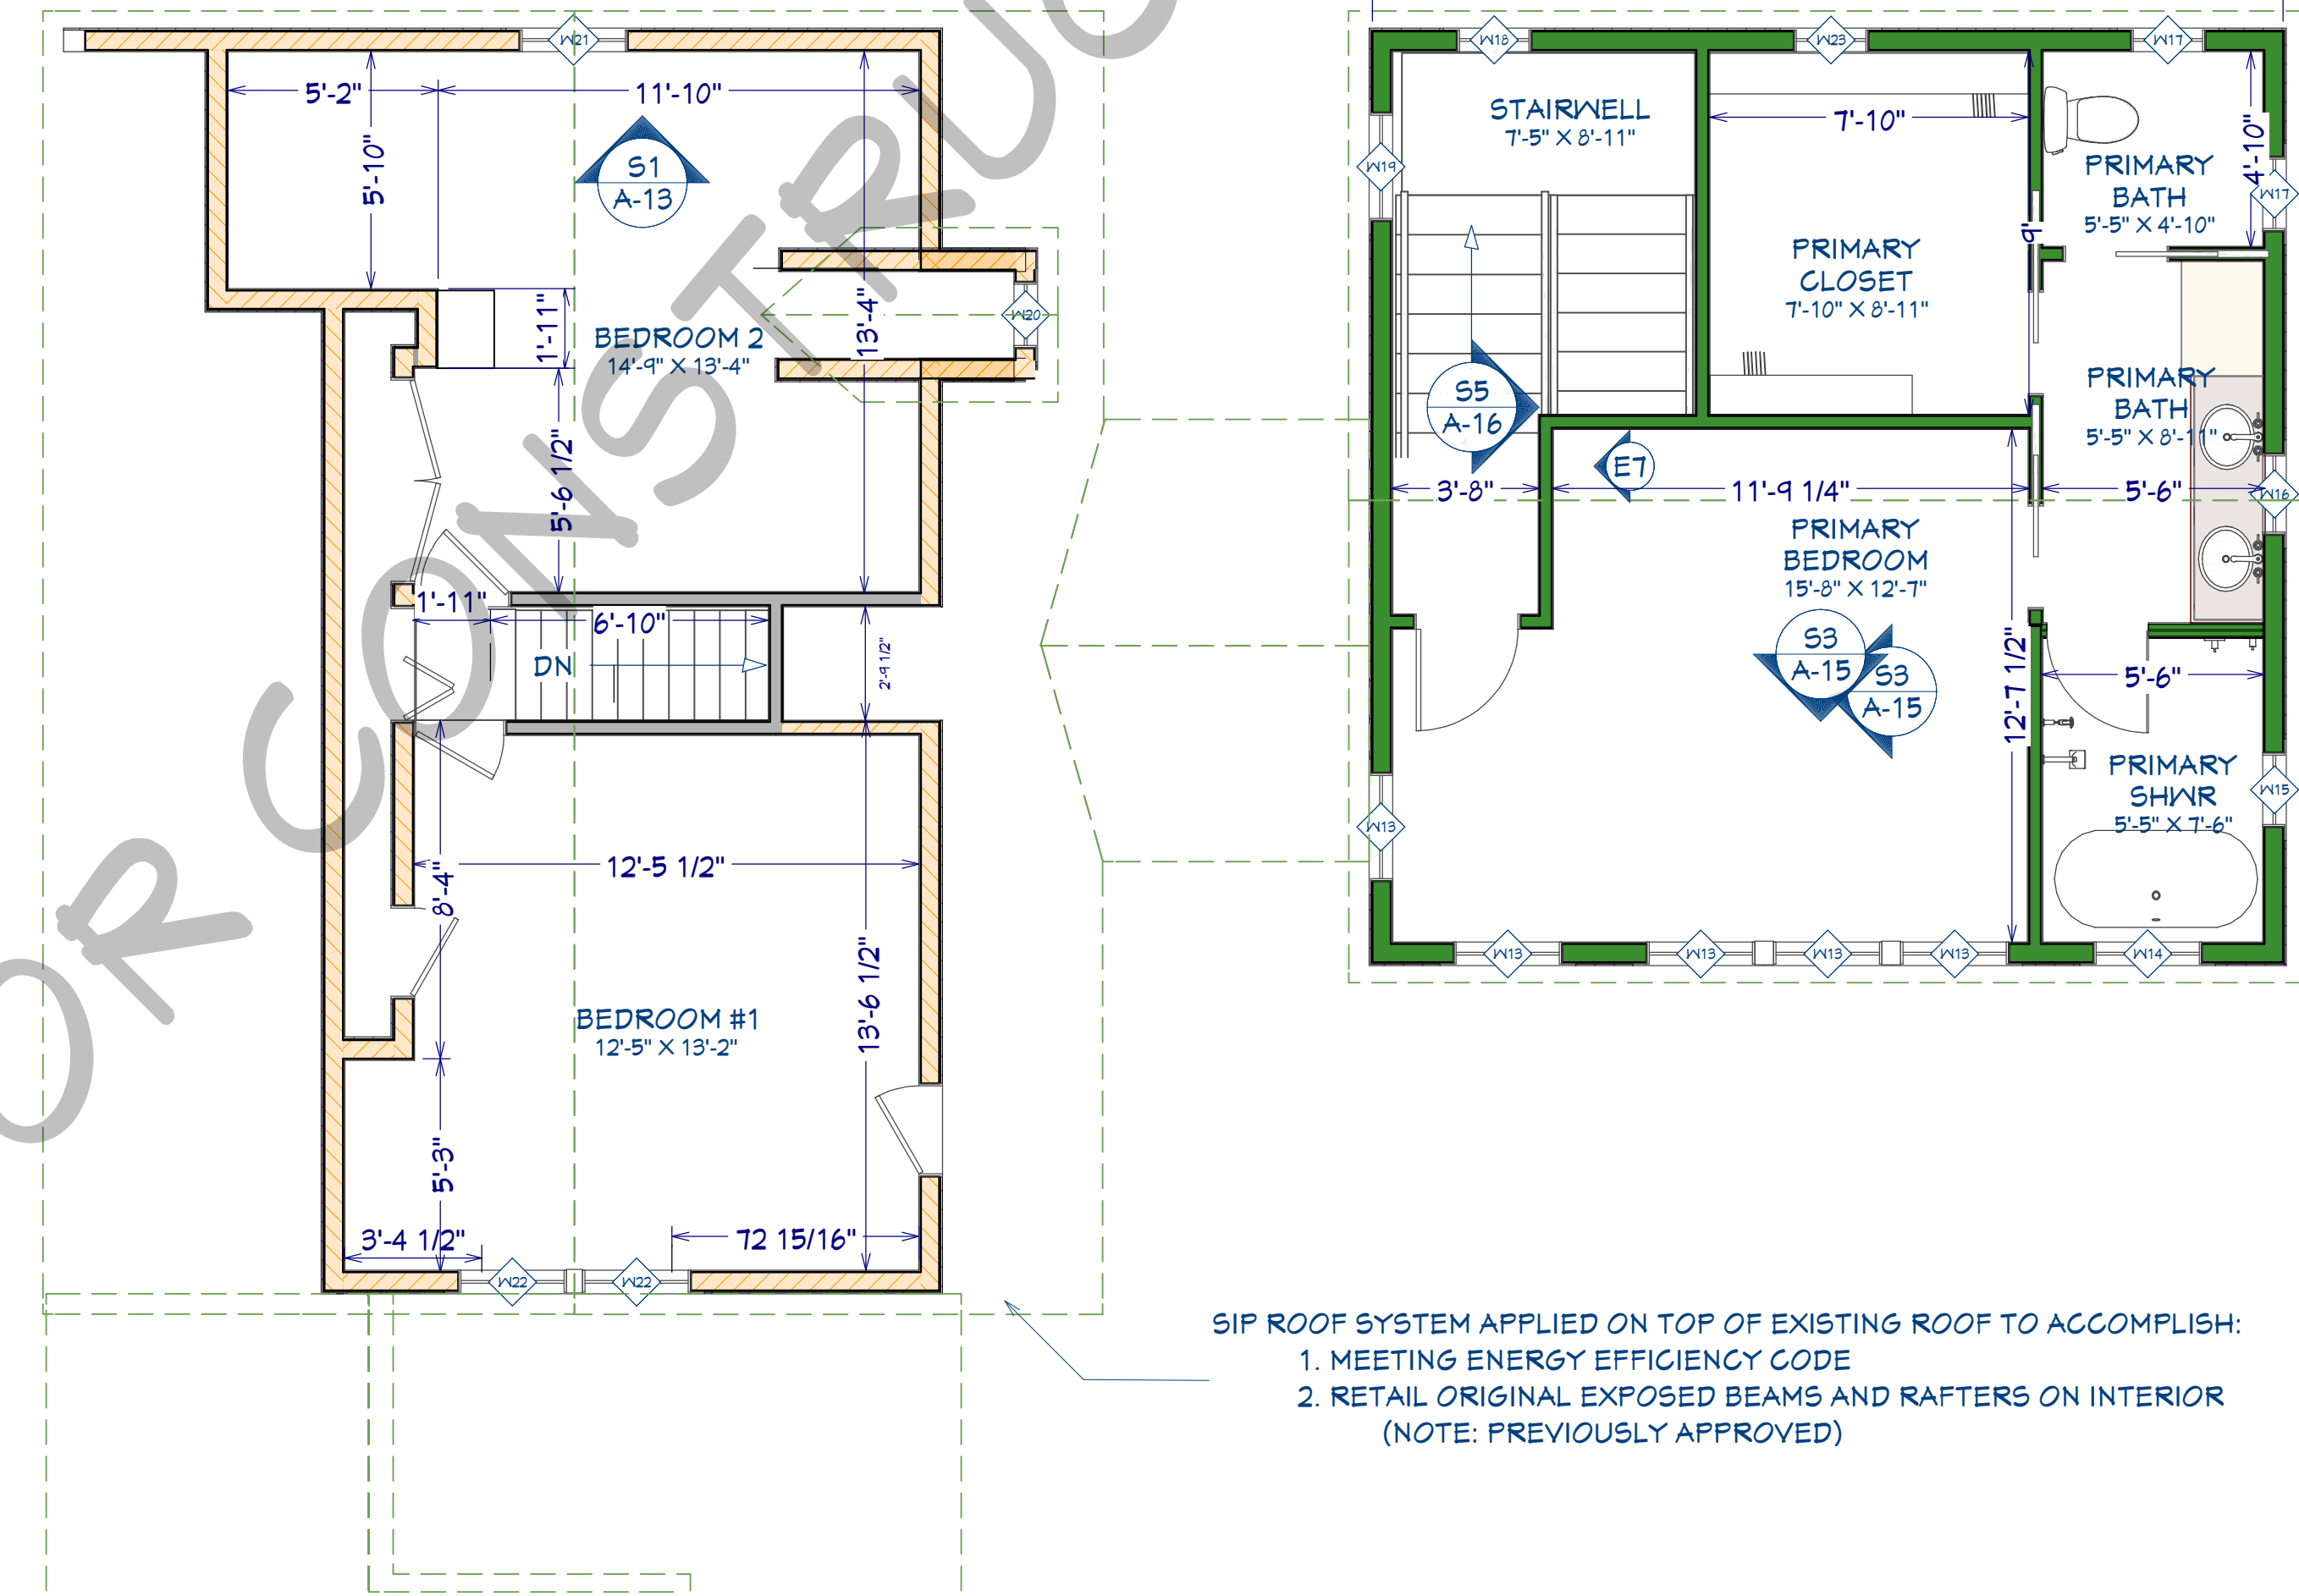 OR CONSTRUC
W21
5'-2"
11'-10"
5'-10"
S1
A-13
1'-11"
BEDROOM 2
14'-9" X 13'-4"
13'-4"
W20
5'-6 1/2"
1'-11"
6'-10"
DN
2'-9 1/2"
12'-5 1/2"
8'-4"
13'-6 1/2"
BEDROOM #1
12'-5" X 13'-2"
5'-3"
3'-4 1/2"
72 15/16"
W22
W22
W18
W23
W17
STAIRWELL
7'-5" X 8'-11"
7'-10"
4'-10"
W19
PRIMARY
BATH
5'-5" X 4'-10"
W17
9'
PRIMARY
CLOSET
7'-10" X 8'-11"
S5
A-16
PRIMARY
BATH
5'-5" X 8'-11"
E7
3'-8"
11'-9 1/4"
5'-6"
W16
PRIMARY
BEDROOM
15'-8" X 12'-7"
S3
A-15
S3
A-15
12'-7 1/2"
5'-6"
PRIMARY
SHWR
5'-5" X 7'-6"
W15
W13
W13
W13
W13
W13
W14
SIP ROOF SYSTEM APPLIED ON TOP OF EXISTING ROOF TO ACCOMPLISH:
1. MEETING ENERGY EFFICIENCY CODE
2. RETAIL ORIGINAL EXPOSED BEAMS AND RAFTERS ON INTERIOR
(NOTE: PREVIOUSLY APPROVED)